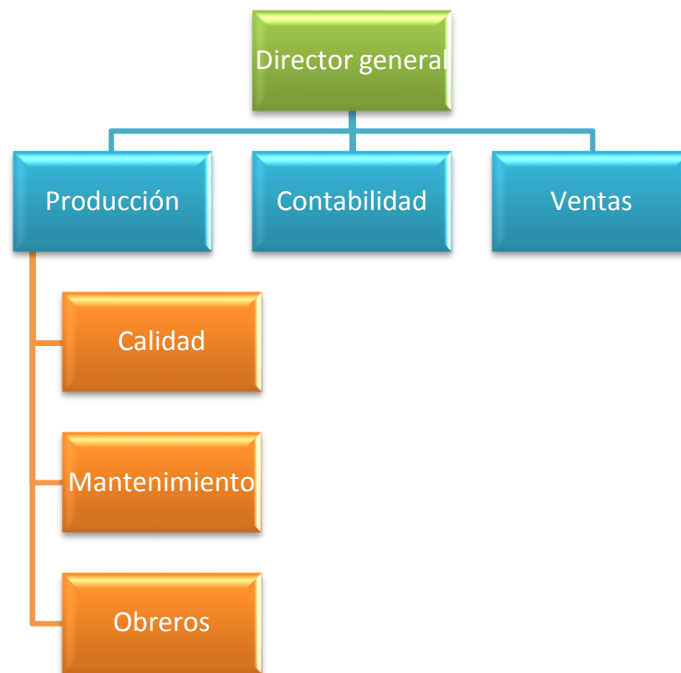 Director general
Producción
Contabilidad
Ventas
Calidad
Mantenimiento
Obreros